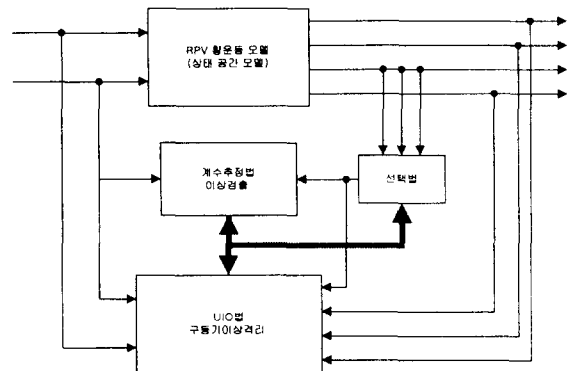 RPV 횡운동 모델
(상태 공간 모델)
계수추정법
이상검출
선택법
UIO법
구동기이상격리